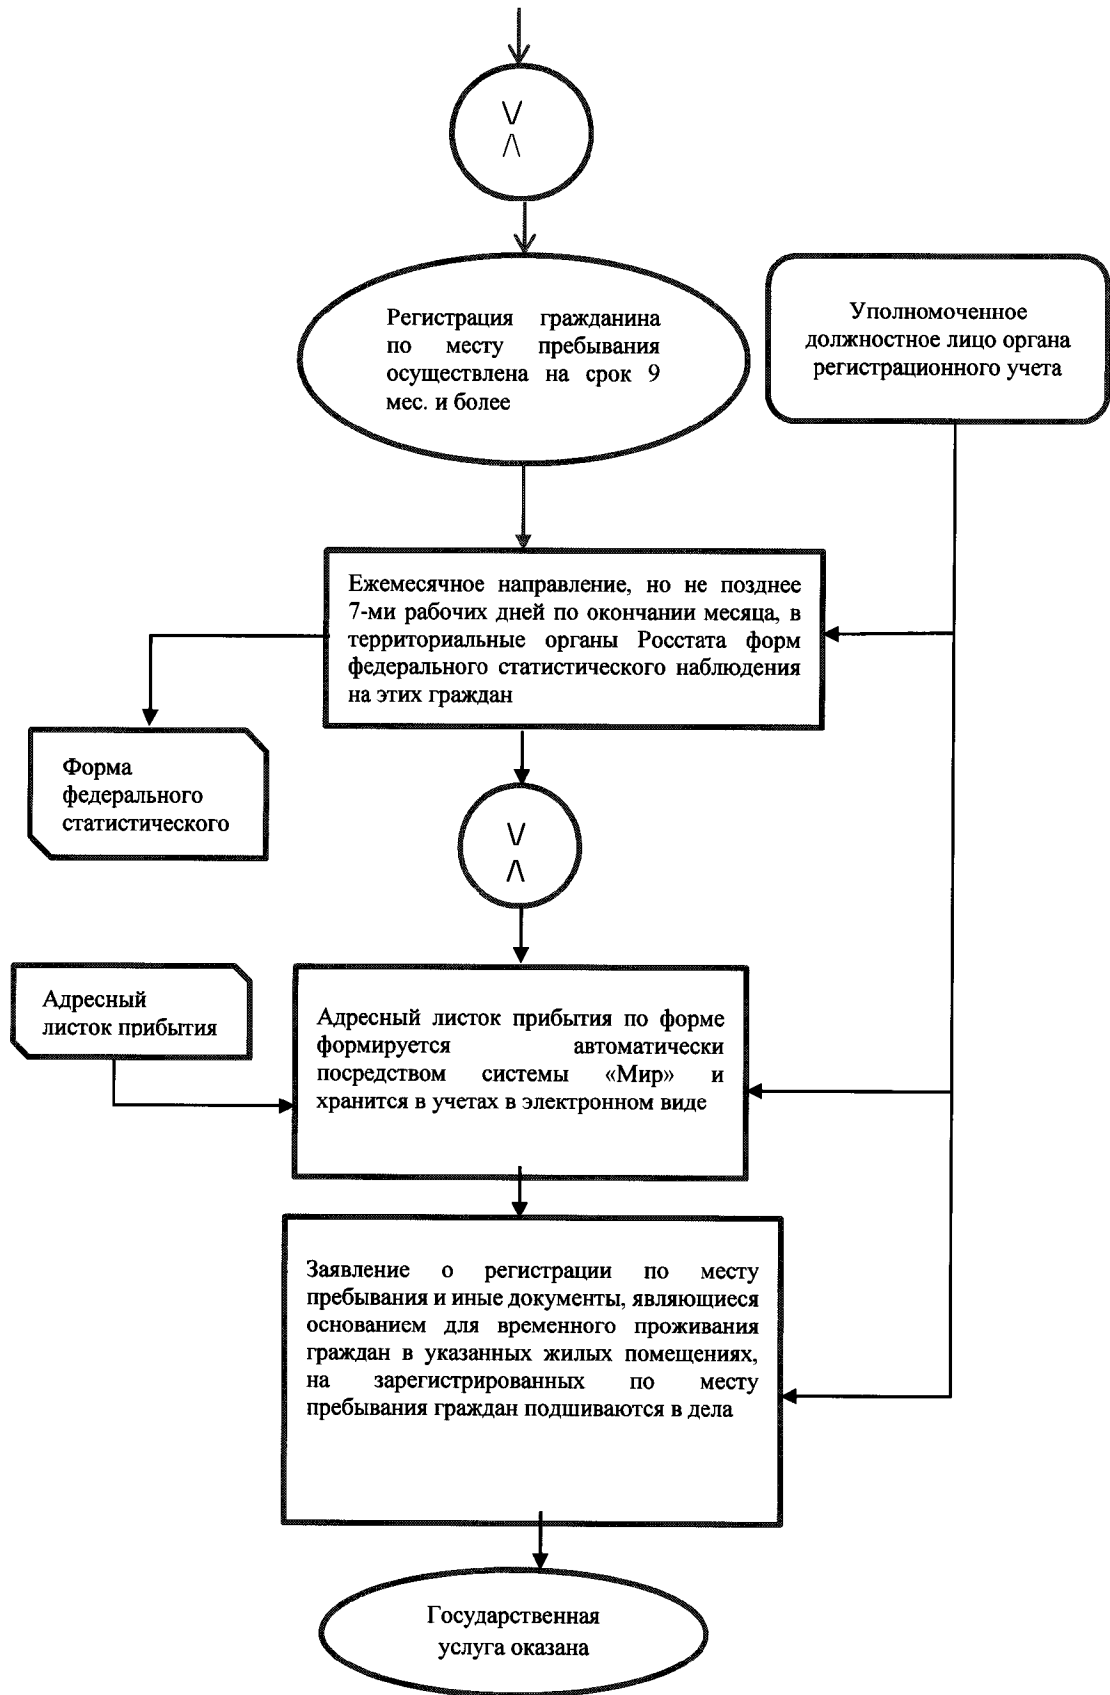 \/
/\
Регистрация гражданина
по месту пребывания
осуществлена на срок 9
мес. и более
Уполномоченное
должностное лицо органа
регистрационного учета
Ежемесячное направление, но не позднее
7-ми рабочих дней по окончании месяца, в
территориальные органы Росстата форм
федерального статистического наблюдения
на этих граждан
Форма
федерального
статистического
\/
/\
Адресный
листок прибытия
Адресный листок прибытия по форме
формируется автоматически
посредством системы «Мир» и
хранится в учетах в электронном виде
Заявление о регистрации по месту
пребывания и иные документы, являющиеся
основанием для временного проживания
граждан в указанных жилых помещениях,
на зарегистрированных по месту
пребывания граждан подшиваются в дела
Государственная
услуга оказана